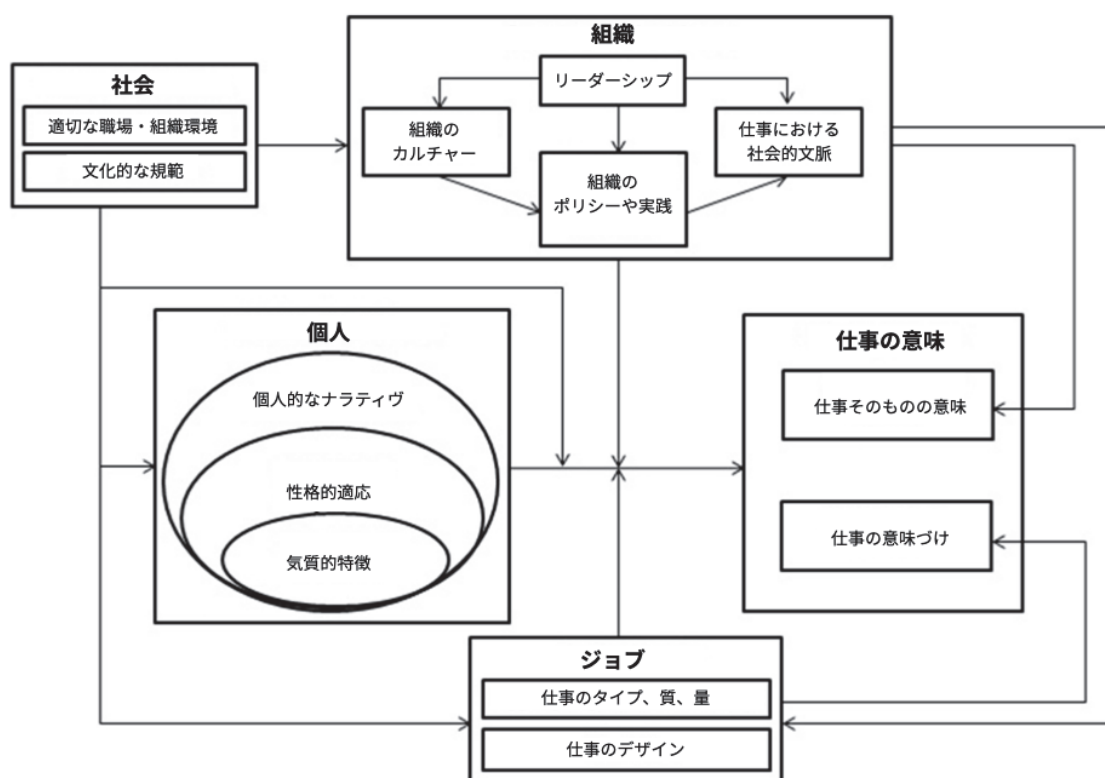 組織
リーダーシップ
組織の
カルチャー
組織の
ポリシーや実践
仕事における
社会的文脈
社会
適切な職場・組織環境
文化的な規範
個人
個人的なナラティヴ
性格的適応
気質的特徴
仕事の意味
仕事そのものの意味
仕事の意味づけ
ジョブ
仕事のタイプ、質、量
仕事のデザイン